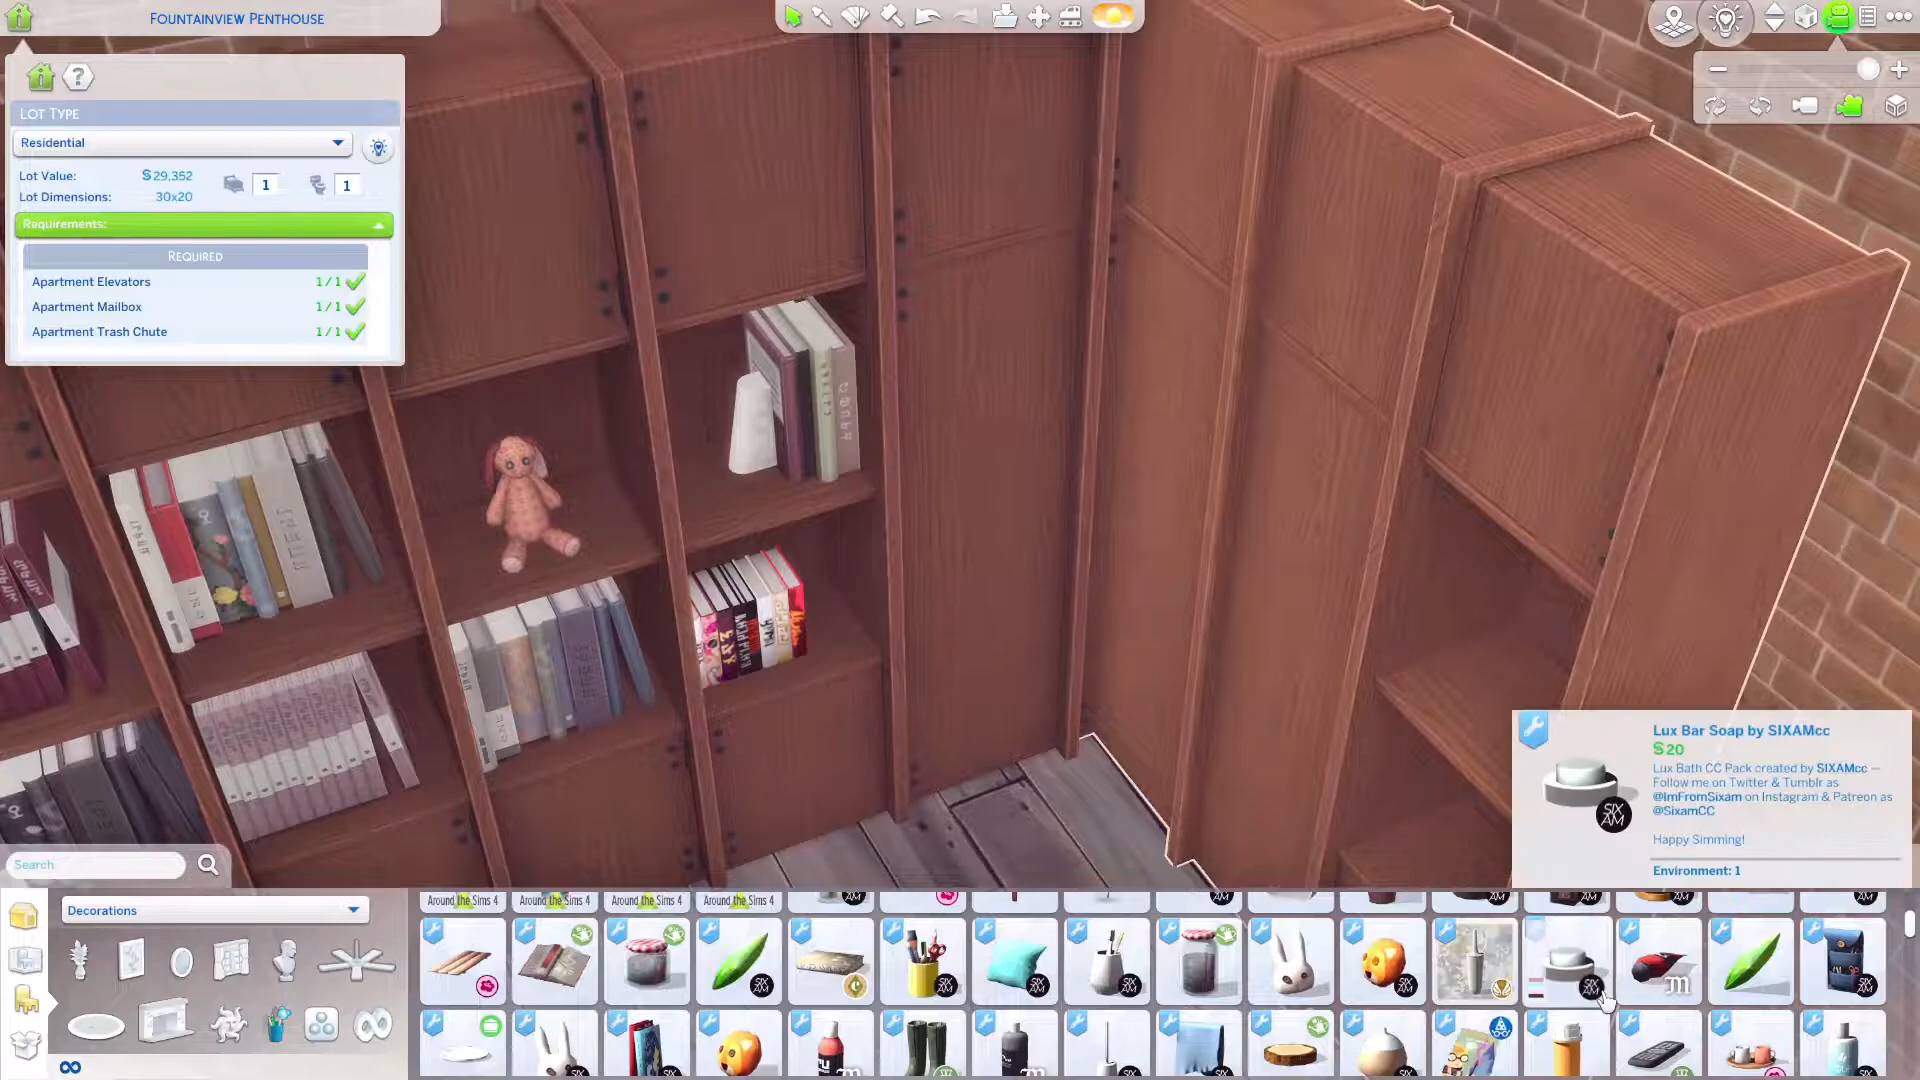 Fountainview Penthouse
?
Lot Type
Residential
Lot Value: §29,352
1 1
Lot Dimensions: 30x20
Requirements:
Required
Apartment Elevators 1/1
Apartment Mailbox 1/1
Apartment Trash Chute 1/1
Lux Bar Soap by SIXAMcc
§20
Lux Bath CC Pack created by SIXAMcc —
Follow me on Twitter & Tumblr as
@ImFromSixam on Instagram & Patreon as
@SixamCC
Happy Simming!
Environment: 1
SIX
AM
Search
Decorations
Around the Sims 4 Around the Sims 4 Around the Sims 4 Around the Sims 4